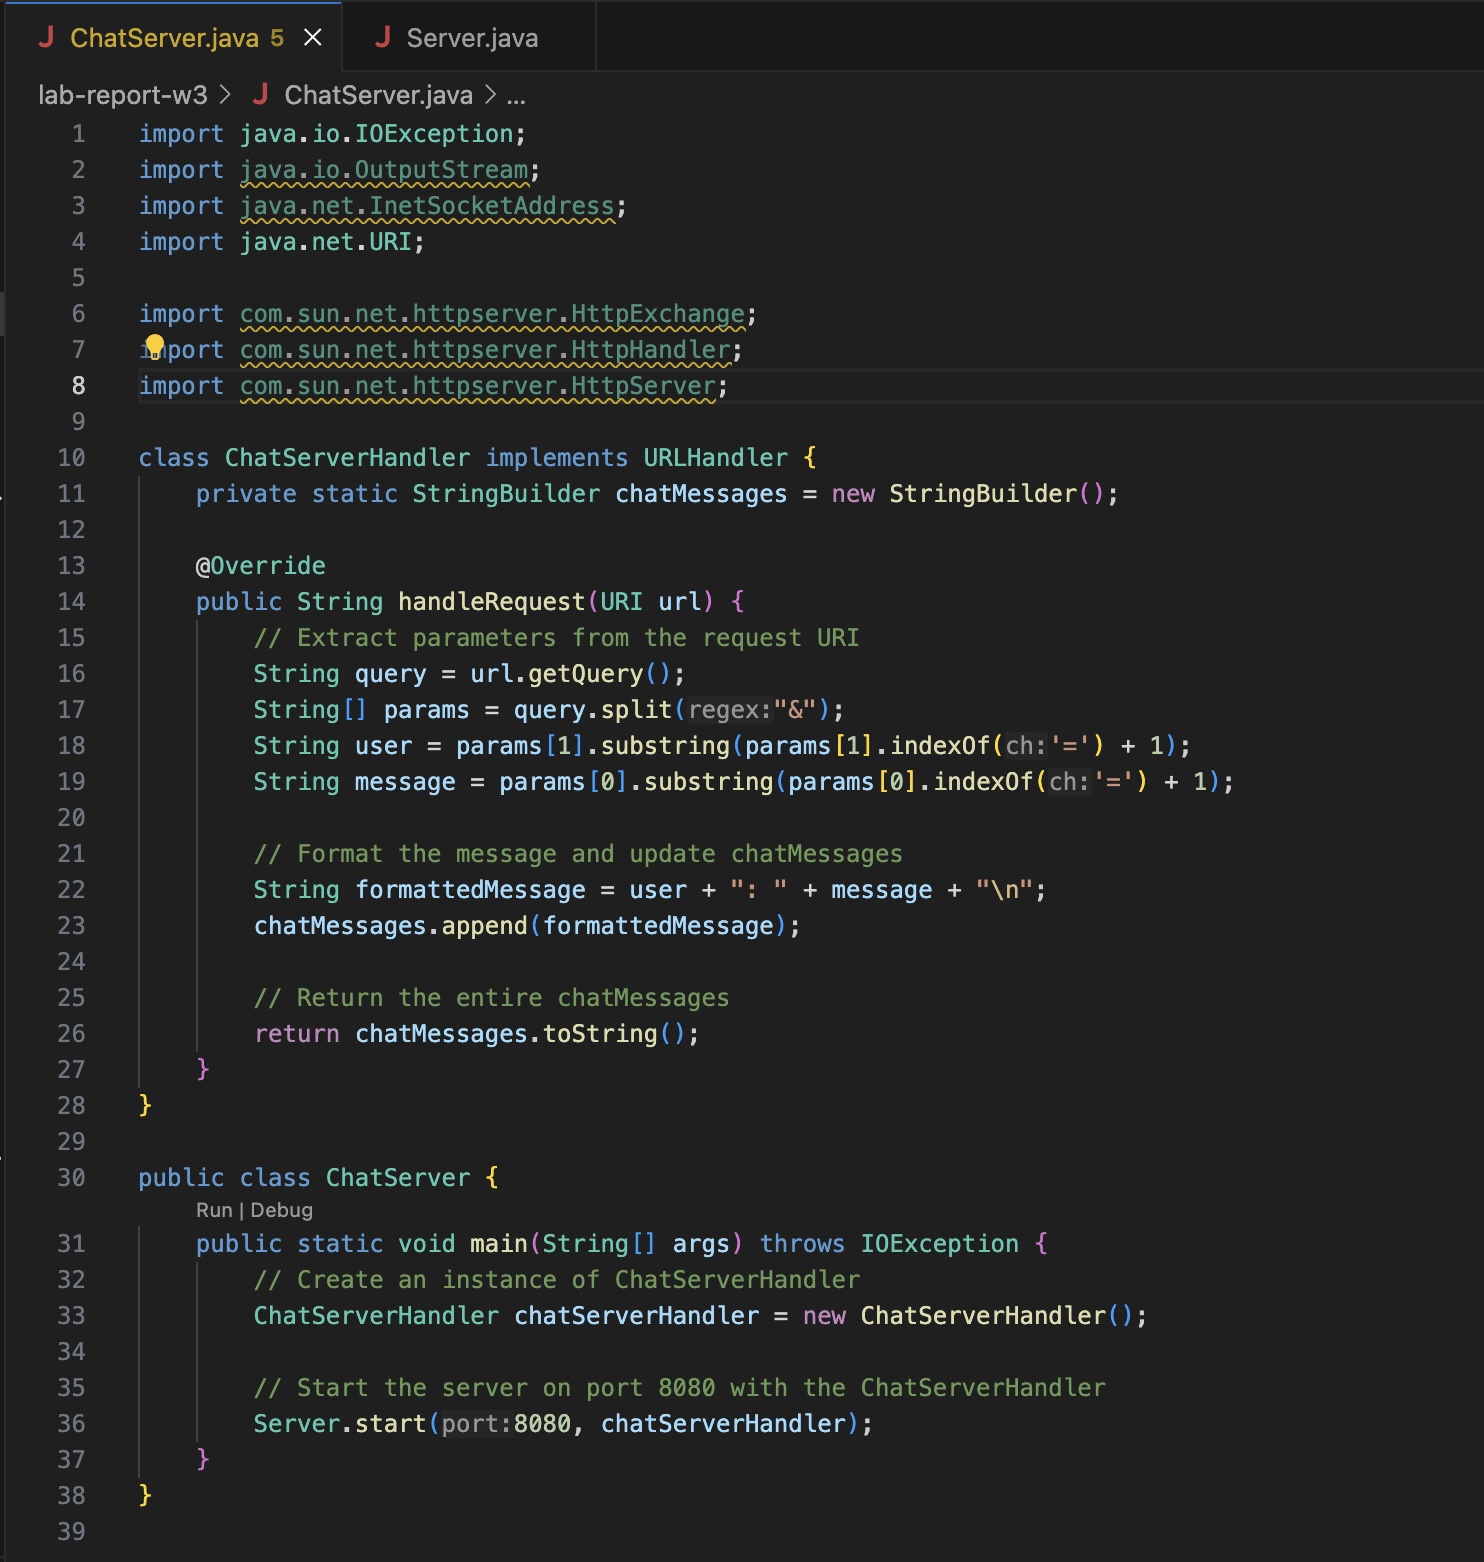 ChatServer.java 5
Server.java
lab-report-w3 > ChatServer.java > ...
1 import java.io.IOException;
2 import java.io.OutputStream;
3 import java.net.InetSocketAddress;
4 import java.net.URI;
5
6 import com.sun.net.httpserver.HttpExchange;
7 import com.sun.net.httpserver.HttpHandler;
8 import com.sun.net.httpserver.HttpServer;
9
10 class ChatServerHandler implements URLHandler {
11     private static StringBuilder chatMessages = new StringBuilder();
12
13     @Override
14     public String handleRequest(URI url) {
15         // Extract parameters from the request URI
16         String query = url.getQuery();
17         String[] params = query.split(regex:"&");
18         String user = params[1].substring(params[1].indexOf(ch:'=') + 1);
19         String message = params[0].substring(params[0].indexOf(ch:'=') + 1);
20
21         // Format the message and update chatMessages
22         String formattedMessage = user + ": " + message + "\n";
23         chatMessages.append(formattedMessage);
24
25         // Return the entire chatMessages
26         return chatMessages.toString();
27     }
28 }
29
30 public class ChatServer {
Run | Debug
31     public static void main(String[] args) throws IOException {
32         // Create an instance of ChatServerHandler
33         ChatServerHandler chatServerHandler = new ChatServerHandler();
34
35         // Start the server on port 8080 with the ChatServerHandler
36         Server.start(port:8080, chatServerHandler);
37     }
38 }
39